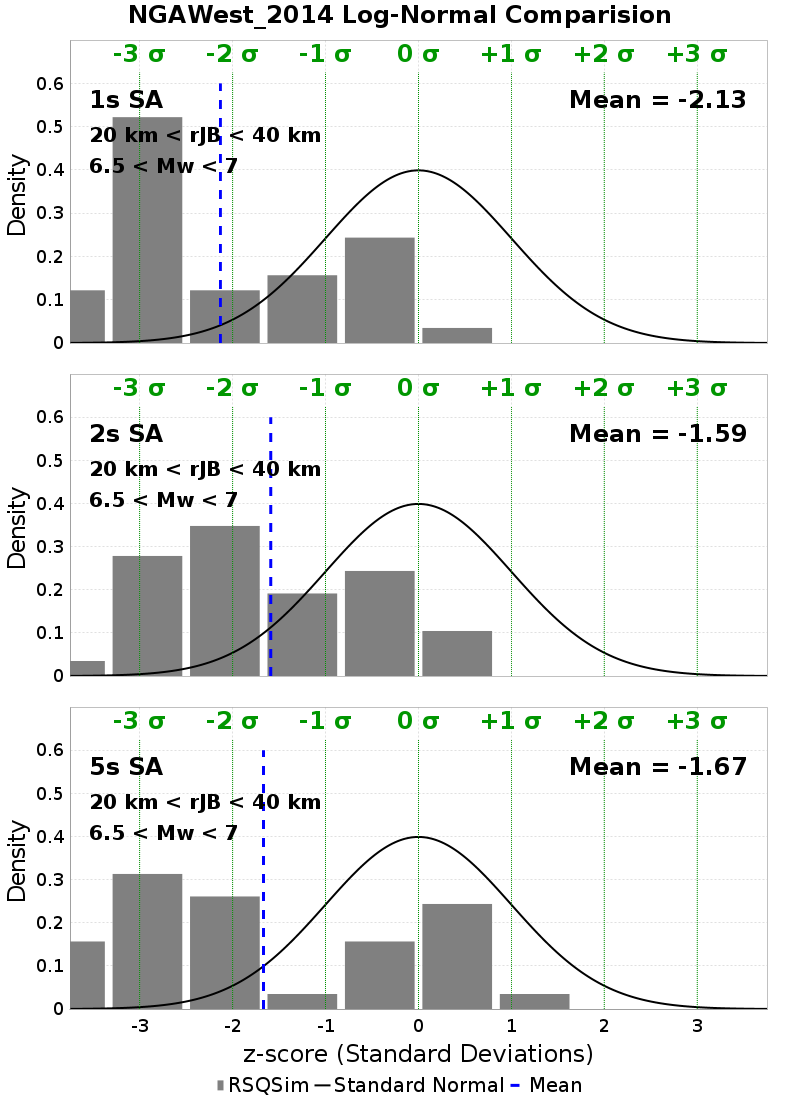 NGAWest_2014 Log-Normal Comparision
-3 σ -2 σ -1 σ 0 σ +1 σ +2 σ +3 σ
0.6
1s SA Mean = -2.13
0.5
20 km < rJB < 40 km
6.5 < Mw < 7
0.4
0.3
0.2
0.1
0
Density
-3 σ -2 σ -1 σ 0 σ +1 σ +2 σ +3 σ
0.6
2s SA Mean = -1.59
0.5
20 km < rJB < 40 km
6.5 < Mw < 7
0.4
0.3
0.2
0.1
0
Density
-3 σ -2 σ -1 σ 0 σ +1 σ +2 σ +3 σ
0.6
5s SA Mean = -1.67
0.5
20 km < rJB < 40 km
6.5 < Mw < 7
0.4
0.3
0.2
0.1
0
Density
-3 -2 -1 0 1 2 3
z-score (Standard Deviations)
RSQSim Standard Normal Mean